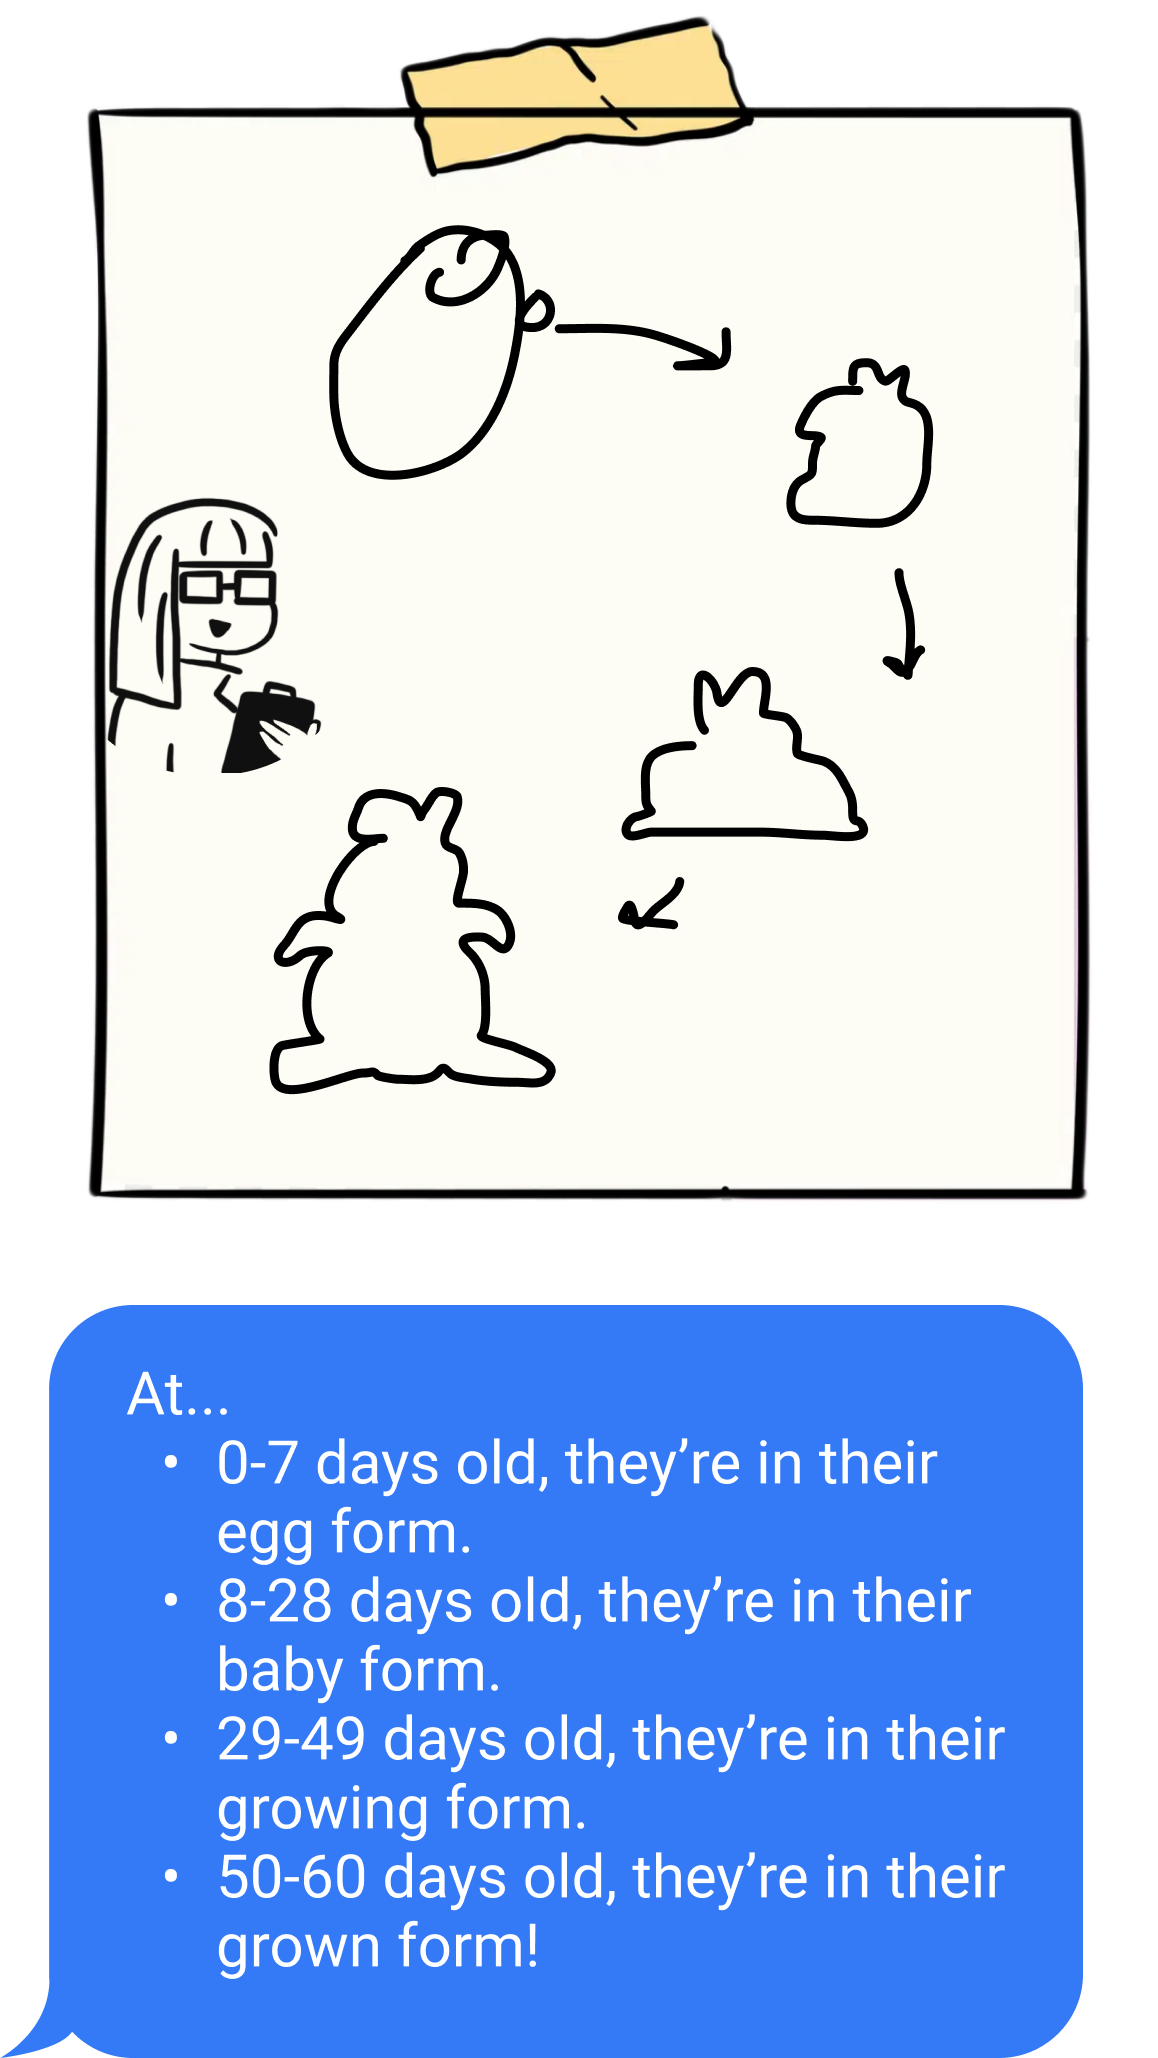 At...
• 0-7 days old, they’re in their
egg form.
• 8-28 days old, they’re in their
baby form.
• 29-49 days old, they’re in their
growing form.
• 50-60 days old, they’re in their
grown form!